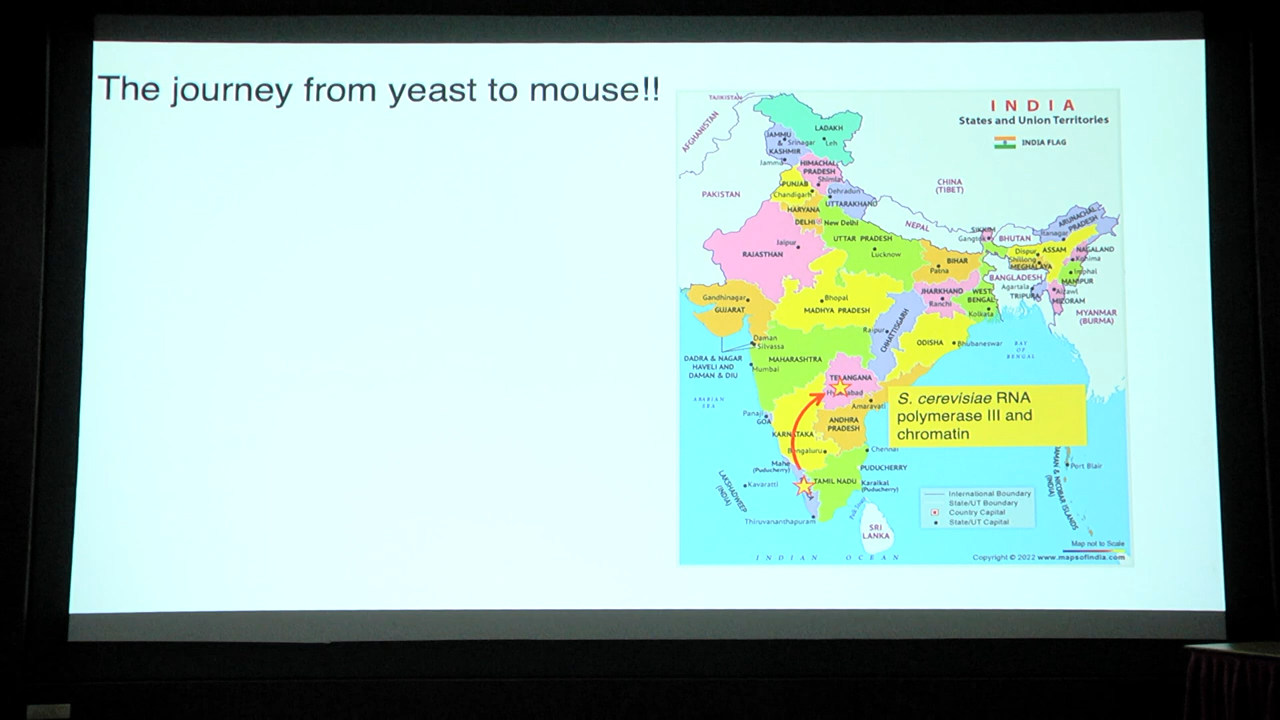 The journey from yeast to mouse!!
INDIA
States and Union Territories
INDIA FLAG
TAJIKISTAN
AFGHANISTAN
LADAKH
JAMMU
&
KASHMIR
Srinagar
Leh
Jammu
HIMACHAL
PRADESH
Shimla
CHINA
(TIBET)
PAKISTAN
PUNJAB
Chandigarh
Dehradun
UTTARAKHAND
HARYANA
DELHI
New Delhi
NEPAL
SIKKIM
Gangtok
BHUTAN
ARUNACHAL
PRADESH
Itanagar
Jaipur
RAJASTHAN
UTTAR PRADESH
Lucknow
BIHAR
Patna
Dispur
ASSAM
NAGALAND
Kohima
Shillong
MEGHALAYA
Imphal
MANIPUR
BANGLADESH
Agartala
TRIPURA
Aizawl
MIZORAM
MYANMAR
(BURMA)
Gandhinagar
GUJARAT
Bhopal
MADHYA PRADESH
JHARKHAND
Ranchi
WEST
BENGAL
Kolkata
CHHATTISGARH
Raipur
ODISHA
Bhubaneswar
BAY
OF
BENGAL
Daman
Silvassa
DADRA & NAGAR
HAVELI AND
DAMAN & DIU
MAHARASHTRA
Mumbai
TELANGANA
ARABIAN
SEA
Amaravati
S. cerevisiae RNA
polymerase III and
chromatin
Panaji
GOA
ANDHRA
PRADESH
KARNATAKA
Bengaluru
Chennai
Mahe
(Puducherry)
PUDUCHERRY
Port Blair
LAKSHADWEEP
(INDIA)
Kavaratti
TAMIL NADU
Karaikal
(Puducherry)
Thiruvananthapuram
SRI
LANKA
International Boundary
State/UT Boundary
Country Capital
State/UT Capital
Map not to Scale
INDIAN OCEAN
Copyright © 2022 www.mapsofindia.com